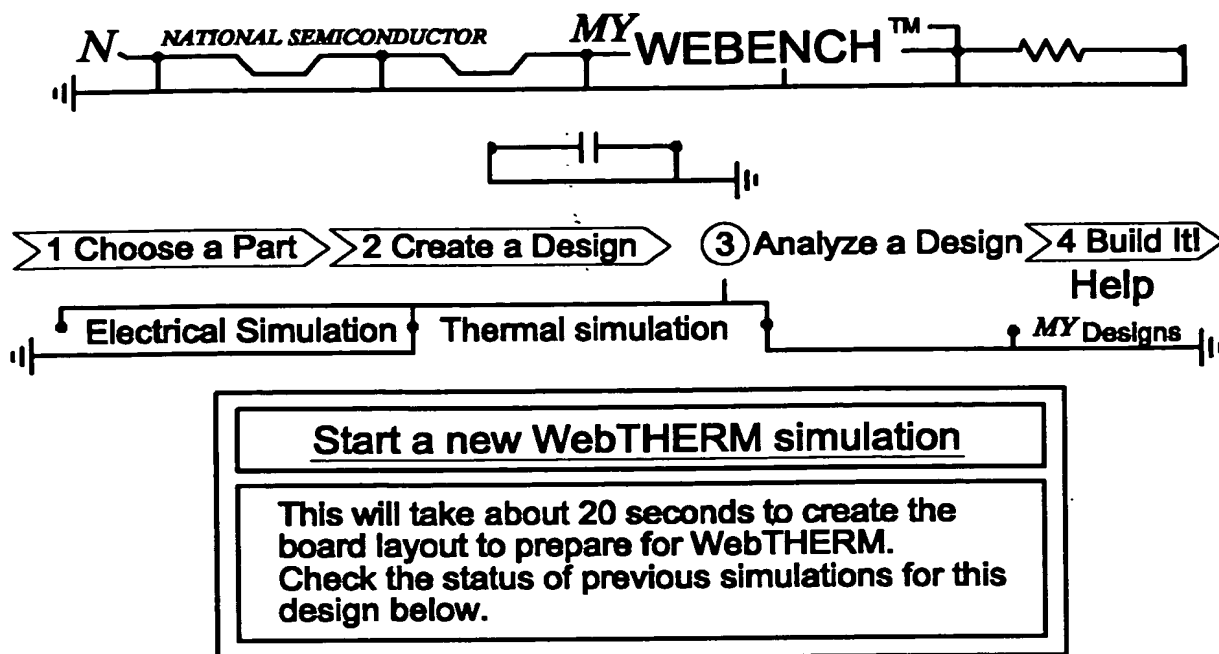 N NATIONAL SEMICONDUCTOR MY WEBENCH™
1 Choose a Part 2 Create a Design 3 Analyze a Design 4 Build It!
Help
Electrical Simulation Thermal simulation MY Designs
Start a new WebTHERM simulation
This will take about 20 seconds to create the
board layout to prepare for WebTHERM.
Check the status of previous simulations for this
design below.